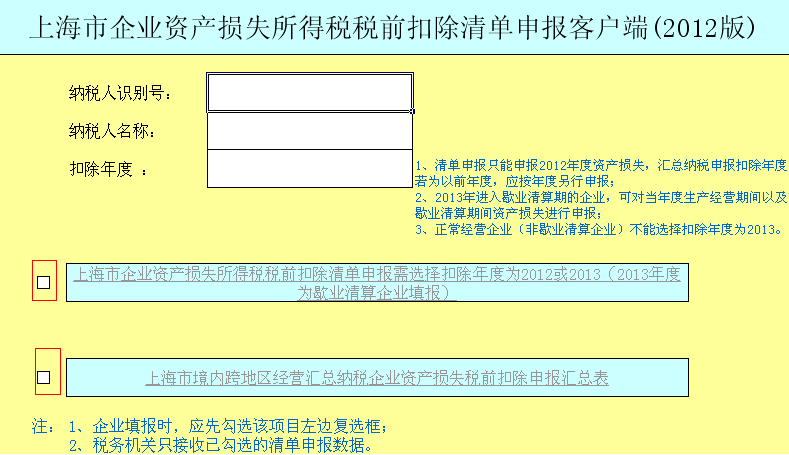 上海市企业资产损失所得税税前扣除清单申报客户端(2012版)
纳税人识别号：
纳税人名称：
扣除年度 ：
1、清单申报只能申报2012年度资产损失，汇总纳税申报扣除年度
若为以前年度，应按年度另行申报；
2、2013年进入歇业清算期的企业，可对当年度生产经营期间以及
歇业清算期间资产损失进行申报；
3、正常经营企业（非歇业清算企业）不能选择扣除年度为2013。
上海市企业资产损失所得税税前扣除清单申报需选择扣除年度为2012或2013（2013年度
为歇业清算企业填报）
上海市境内跨地区经营汇总纳税企业资产损失税前扣除申报汇总表
注： 1、企业填报时，应先勾选该项目左边复选框；
2、税务机关只接收已勾选的清单申报数据。